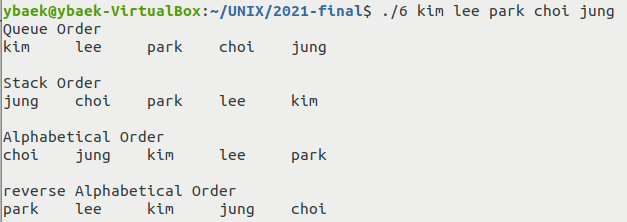 ybaek@ybaek-VirtualBox:~/UNIX/2021-final$ ./6 kim lee park choi jung
Queue Order
kim lee park choi jung
Stack Order
jung choi park lee kim
Alphabetical Order
choi jung kim lee park
reverse Alphabetical Order
park lee kim jung choi